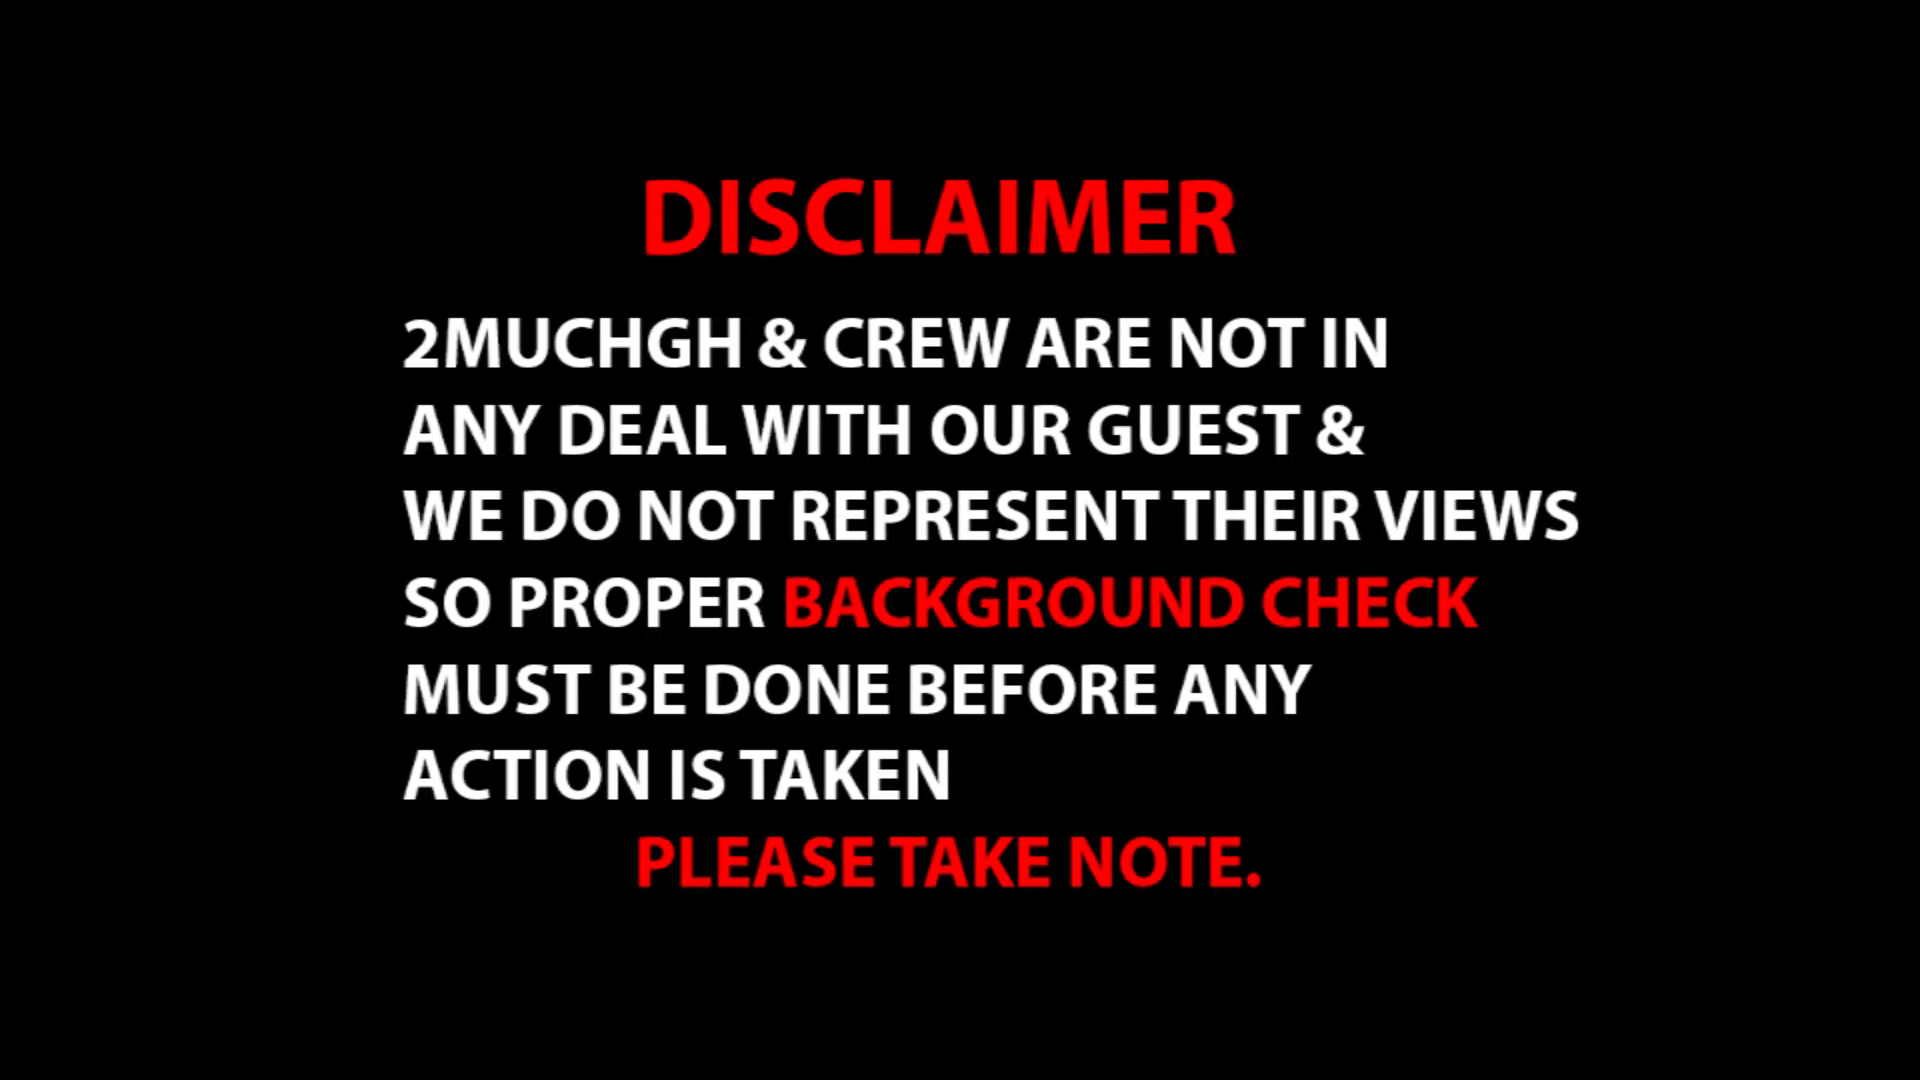 DISCLAIMER
2MUCHGH & CREW ARE NOT IN
ANY DEAL WITH OUR GUEST &
WE DO NOT REPRESENT THEIR VIEWS
SO PROPER BACKGROUND CHECK
MUST BE DONE BEFORE ANY
ACTION IS TAKEN
PLEASE TAKE NOTE.